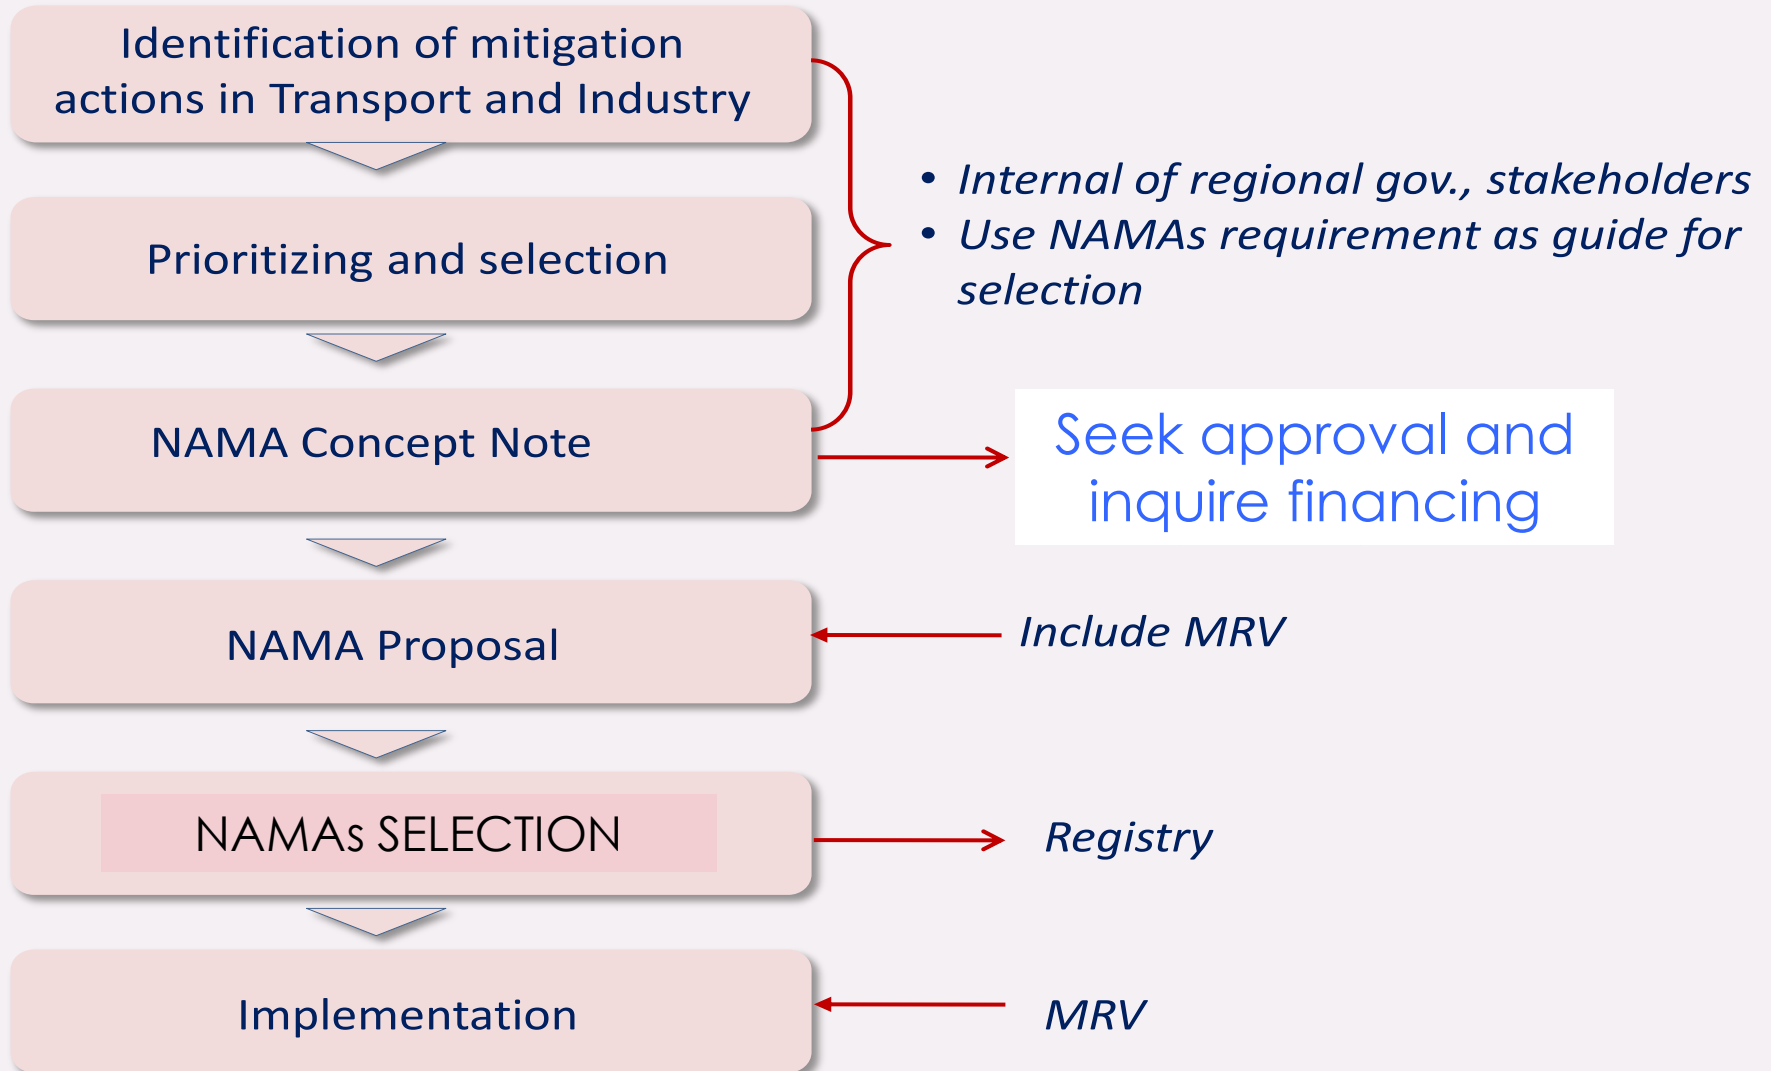 Identification of mitigation
actions in Transport and Industry
Prioritizing and selection
• Internal of regional gov., stakeholders
• Use NAMAs requirement as guide for
selection
NAMA Concept Note
Seek approval and
inquire financing
NAMA Proposal
Include MRV
NAMAs SELECTION
Registry
Implementation
MRV